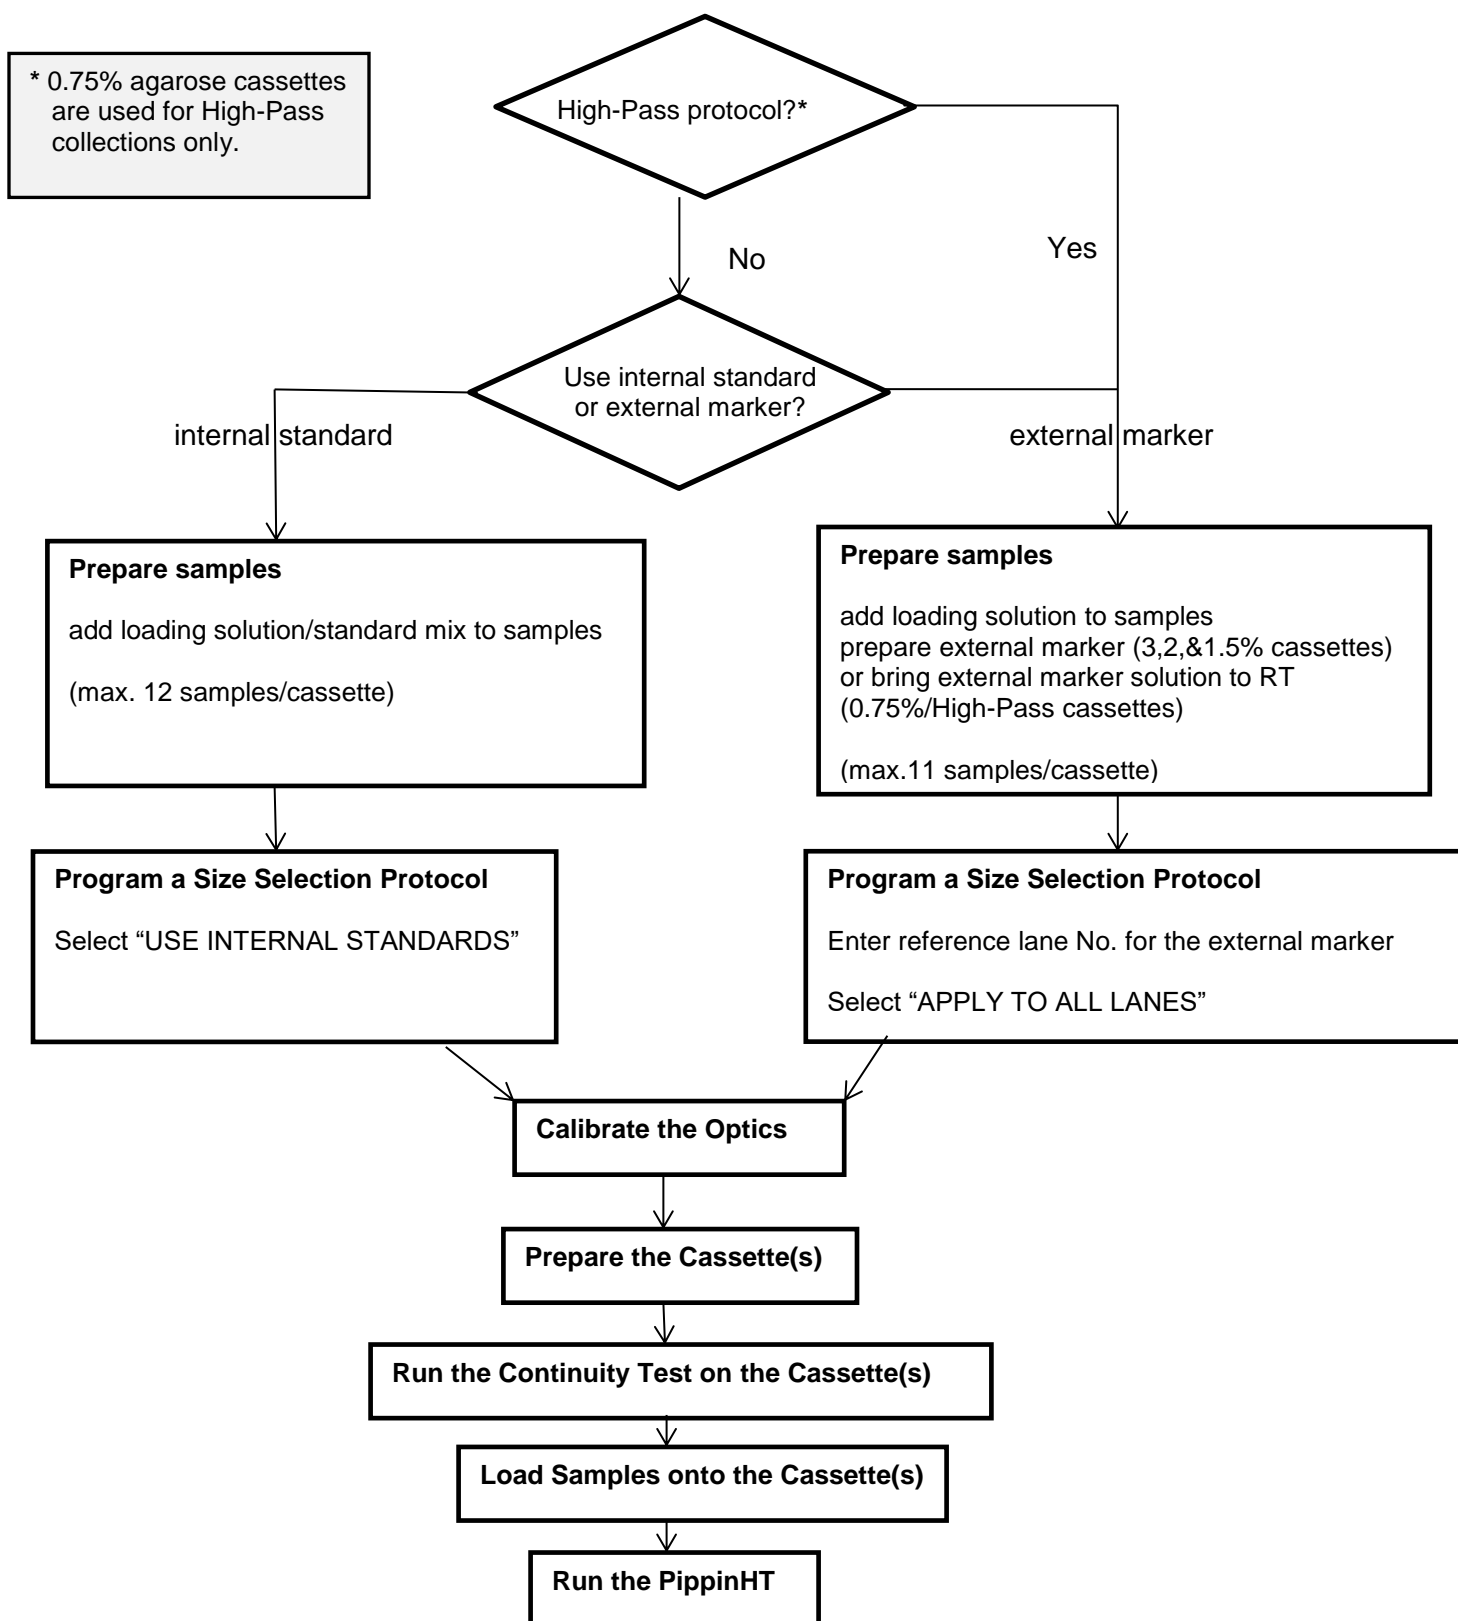 * 0.75% agarose cassettes
are used for High-Pass
collections only.
High-Pass protocol?*
No
Yes
Use internal standard
or external marker?
internal standard
external marker
Prepare samples
add loading solution/standard mix to samples
(max. 12 samples/cassette)
Prepare samples
add loading solution to samples
prepare external marker (3,2,&1.5% cassettes)
or bring external marker solution to RT
(0.75%/High-Pass cassettes)
(max.11 samples/cassette)
Program a Size Selection Protocol
Select “USE INTERNAL STANDARDS”
Program a Size Selection Protocol
Enter reference lane No. for the external marker
Select “APPLY TO ALL LANES”
Calibrate the Optics
Prepare the Cassette(s)
Run the Continuity Test on the Cassette(s)
Load Samples onto the Cassette(s)
Run the PippinHT